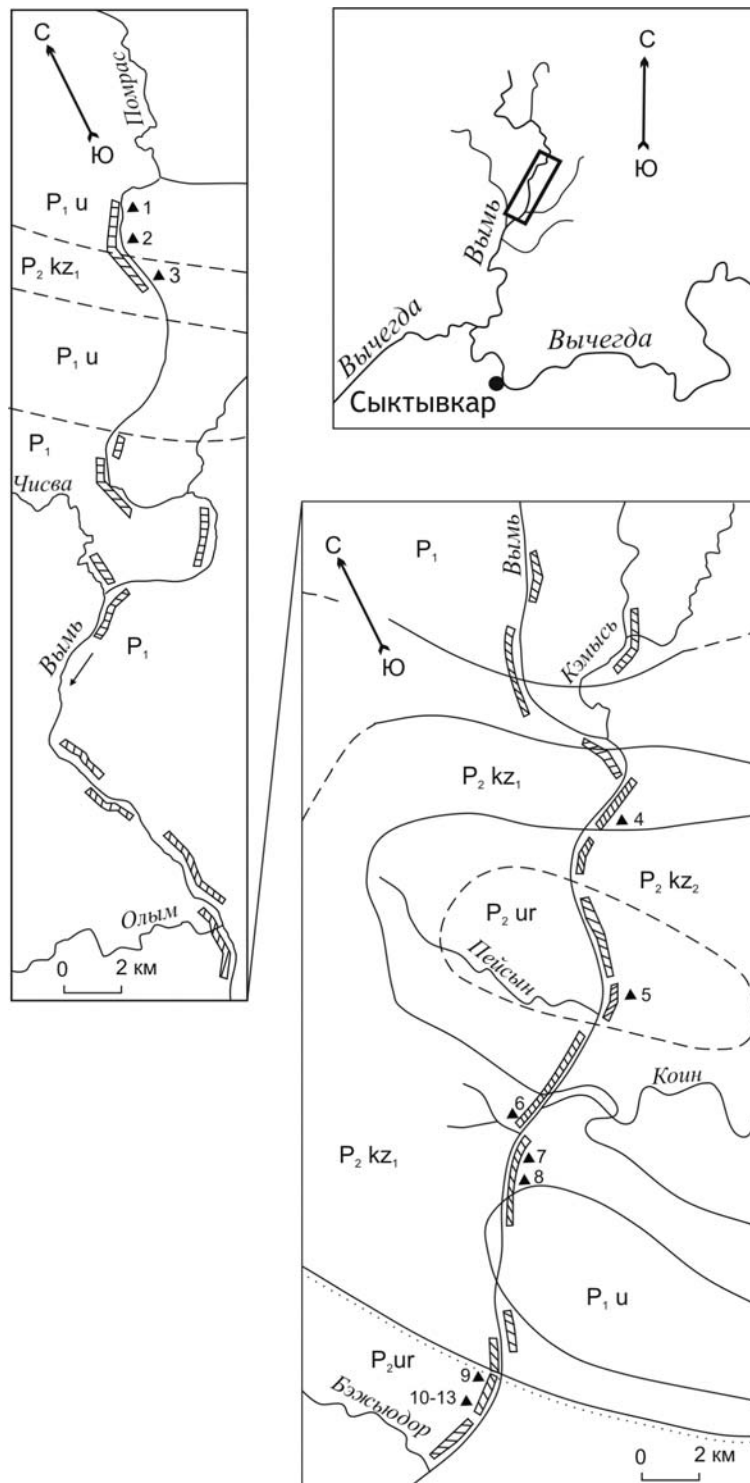 С
Ю
Помрас
P₁ u
1
2
P₂ kz₁
3
P₁ u
P₁
Чисва
Вымь
P₁
Олым
0 2 км
С
Ю
Вымь
Вычегда
Вычегда
Сыктывкар
С
Ю
P₁
Вымь
Кэмысь
P₂ kz₁
4
P₂ kz₂
P₂ ur
Пейсын
5
Коин
6
P₂ kz₁
7
8
P₁ u
P₂ur
9
10-13
Бэжъюдор
0 2 км